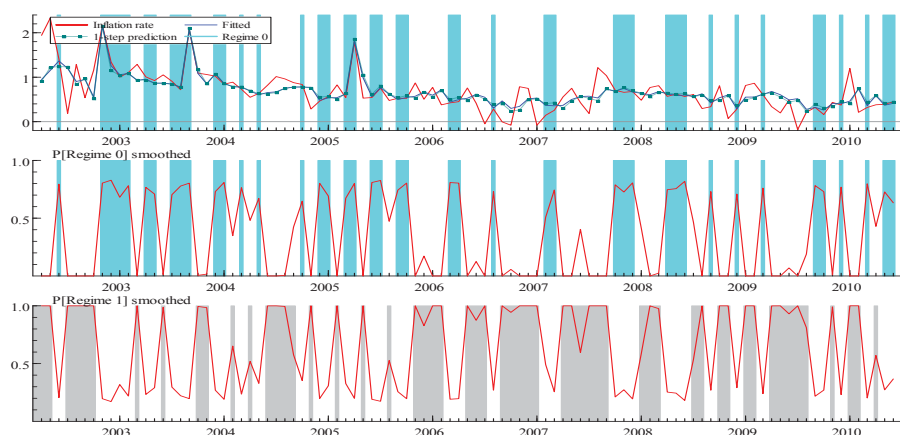 Inflation rate Fitted
1-step prediction Regime 0
2
1
0
2003 2004 2005 2006 2007 2008 2009 2010
P[Regime 0] smoothed
1.0
0.5
2003 2004 2005 2006 2007 2008 2009 2010
P[Regime 1] smoothed
1.0
0.5
2003 2004 2005 2006 2007 2008 2009 2010